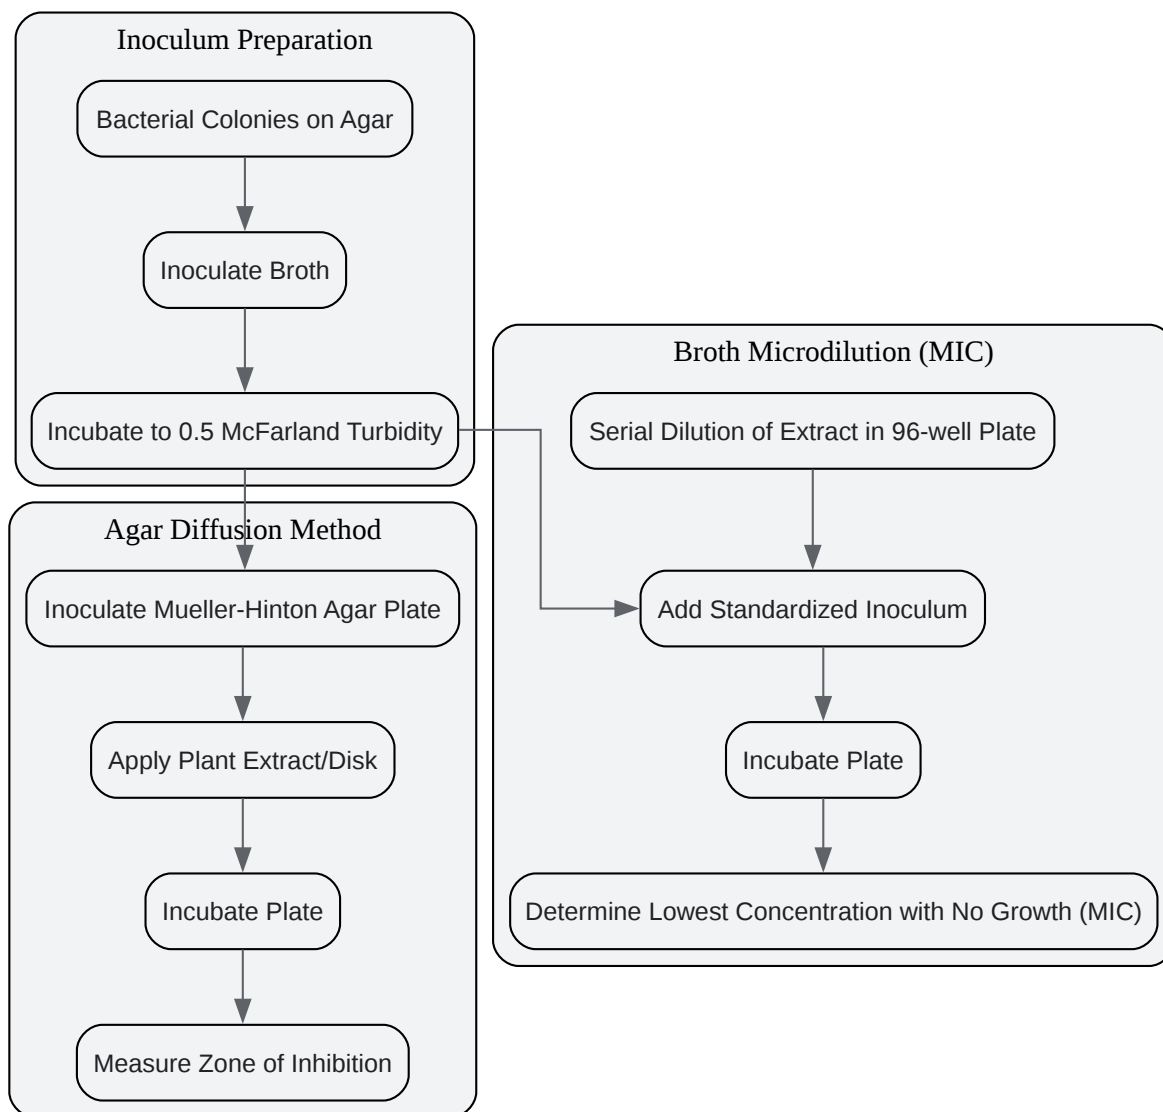 Inoculum Preparation
Bacterial Colonies on Agar
Inoculate Broth
Incubate to 0.5 McFarland Turbidity
Agar Diffusion Method
Inoculate Mueller-Hinton Agar Plate
Apply Plant Extract/Disk
Incubate Plate
Measure Zone of Inhibition
Broth Microdilution (MIC)
Serial Dilution of Extract in 96-well Plate
Add Standardized Inoculum
Incubate Plate
Determine Lowest Concentration with No Growth (MIC)